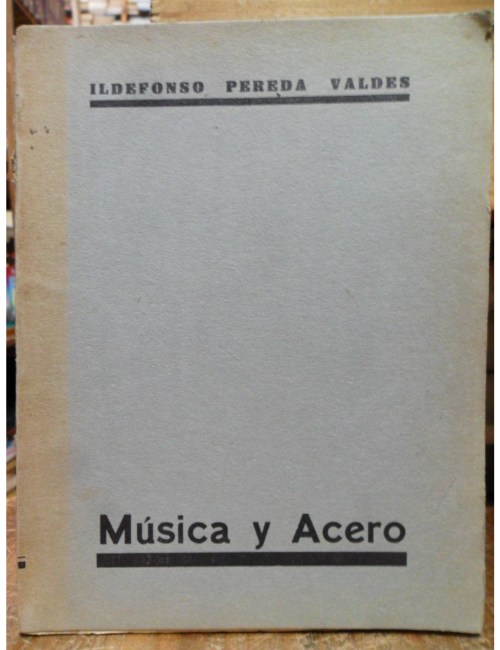 ILDEFONSO PEREDA VALDES
Música y Acero